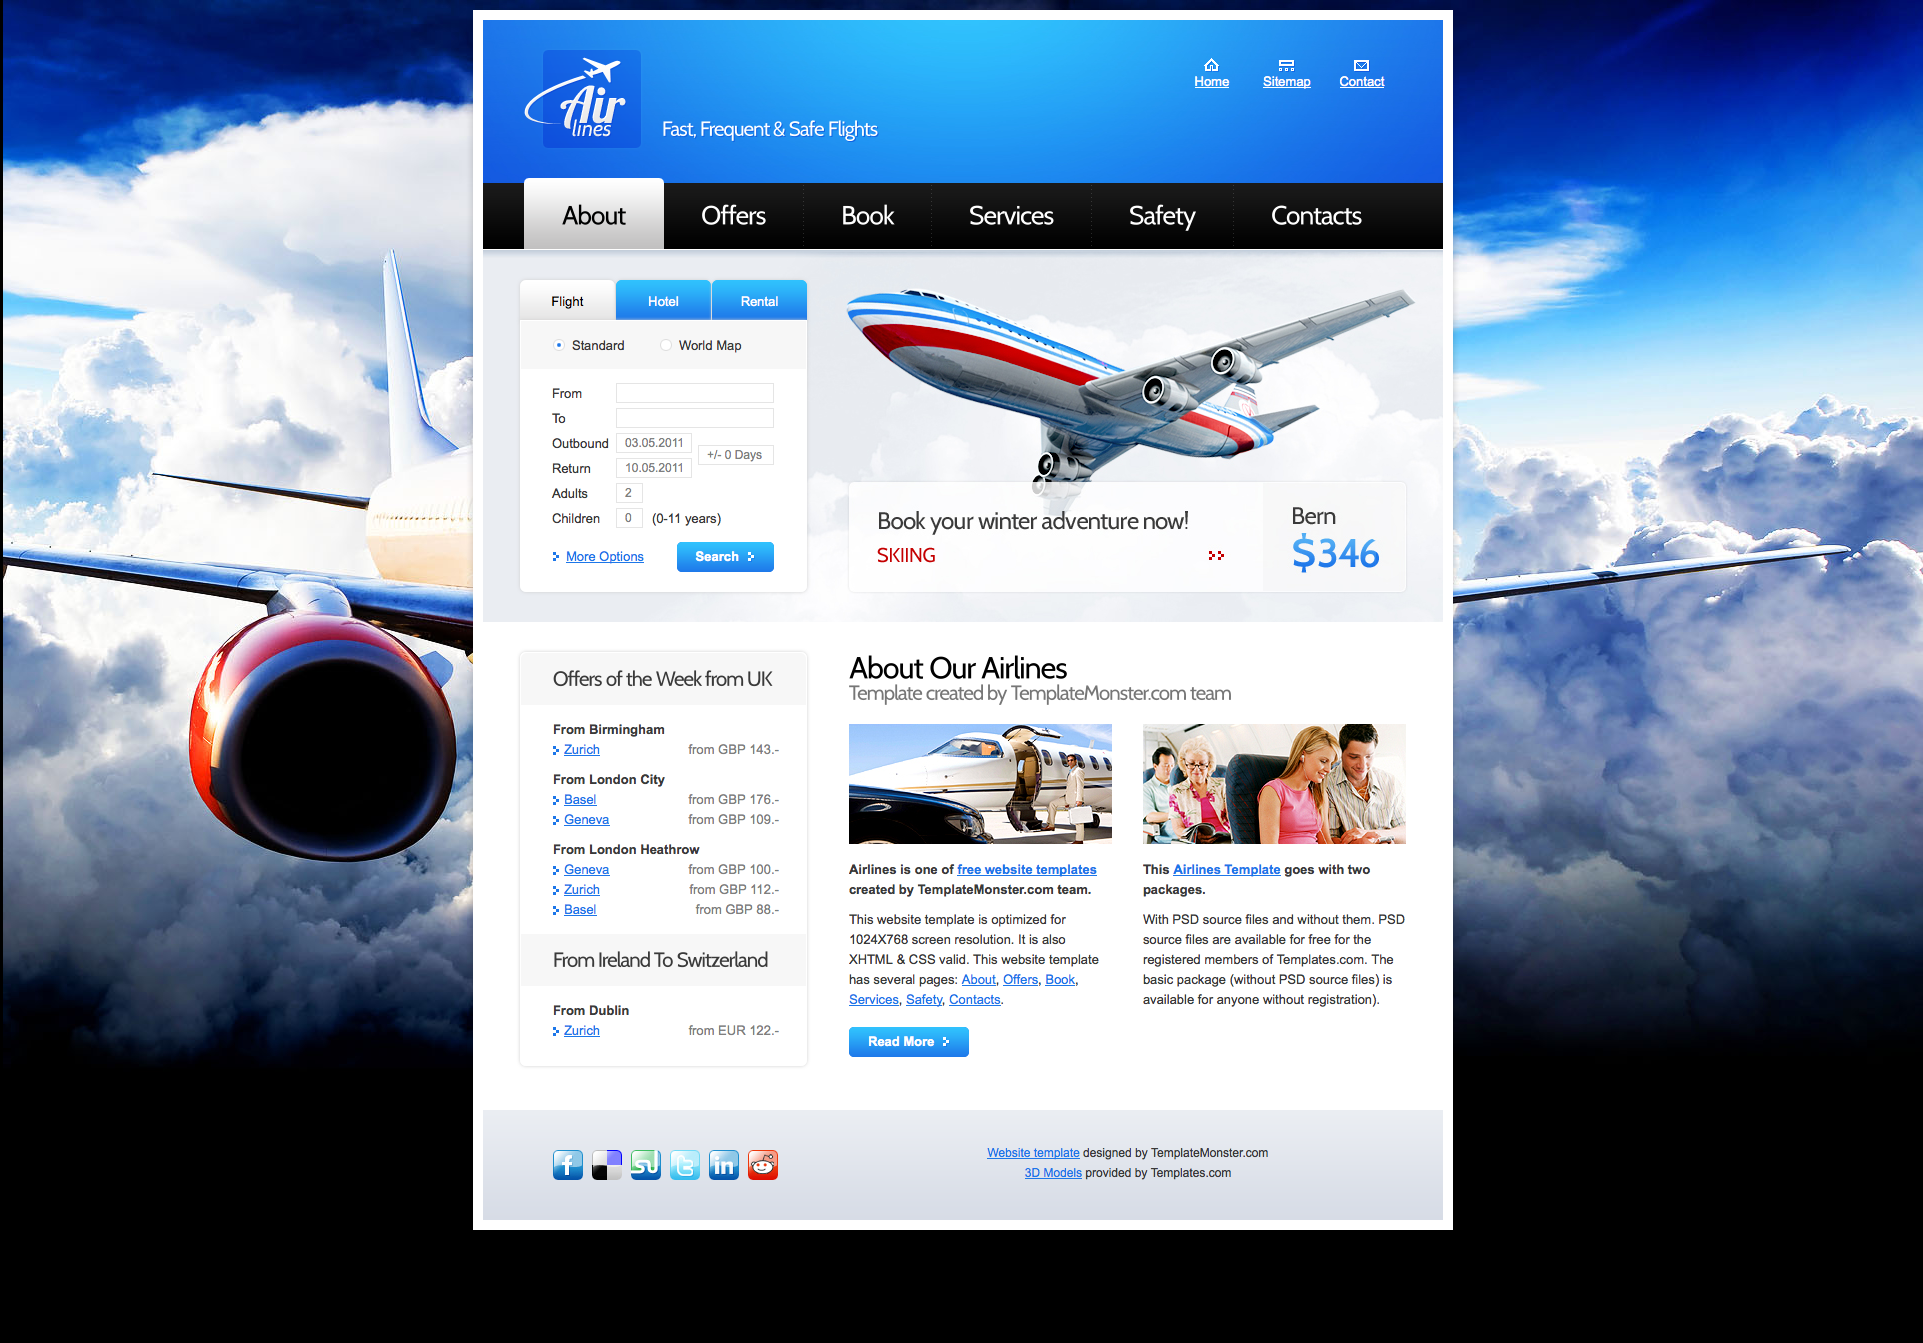 Air
lines
Fast, Frequent & Safe Flights
Home
Sitemap
Contact
About
Offers
Book
Services
Safety
Contacts
Flight
Hotel
Rental
Standard
World Map
From
To
Outbound 03.05.2011
+/- 0 Days
Return 10.05.2011
Adults 2
Children 0 (0-11 years)
More Options
Search
Book your winter adventure now!
SKIING
Bern
$346
Offers of the Week from UK
From Birmingham
Zurich from GBP 143.-
From London City
Basel from GBP 176.-
Geneva from GBP 109.-
From London Heathrow
Geneva from GBP 100.-
Zurich from GBP 112.-
Basel from GBP 88.-
From Ireland To Switzerland
From Dublin
Zurich from EUR 122.-
About Our Airlines
Template created by TemplateMonster.com team
Airlines is one of free website templates
created by TemplateMonster.com team.
This website template is optimized for
1024X768 screen resolution. It is also
XHTML & CSS valid. This website template
has several pages: About, Offers, Book,
Services, Safety, Contacts.
Read More
This Airlines Template goes with two
packages.
With PSD source files and without them. PSD
source files are available for free for the
registered members of Templates.com. The
basic package (without PSD source files) is
available for anyone without registration).
f
su
t
in
Website template designed by TemplateMonster.com
3D Models provided by Templates.com